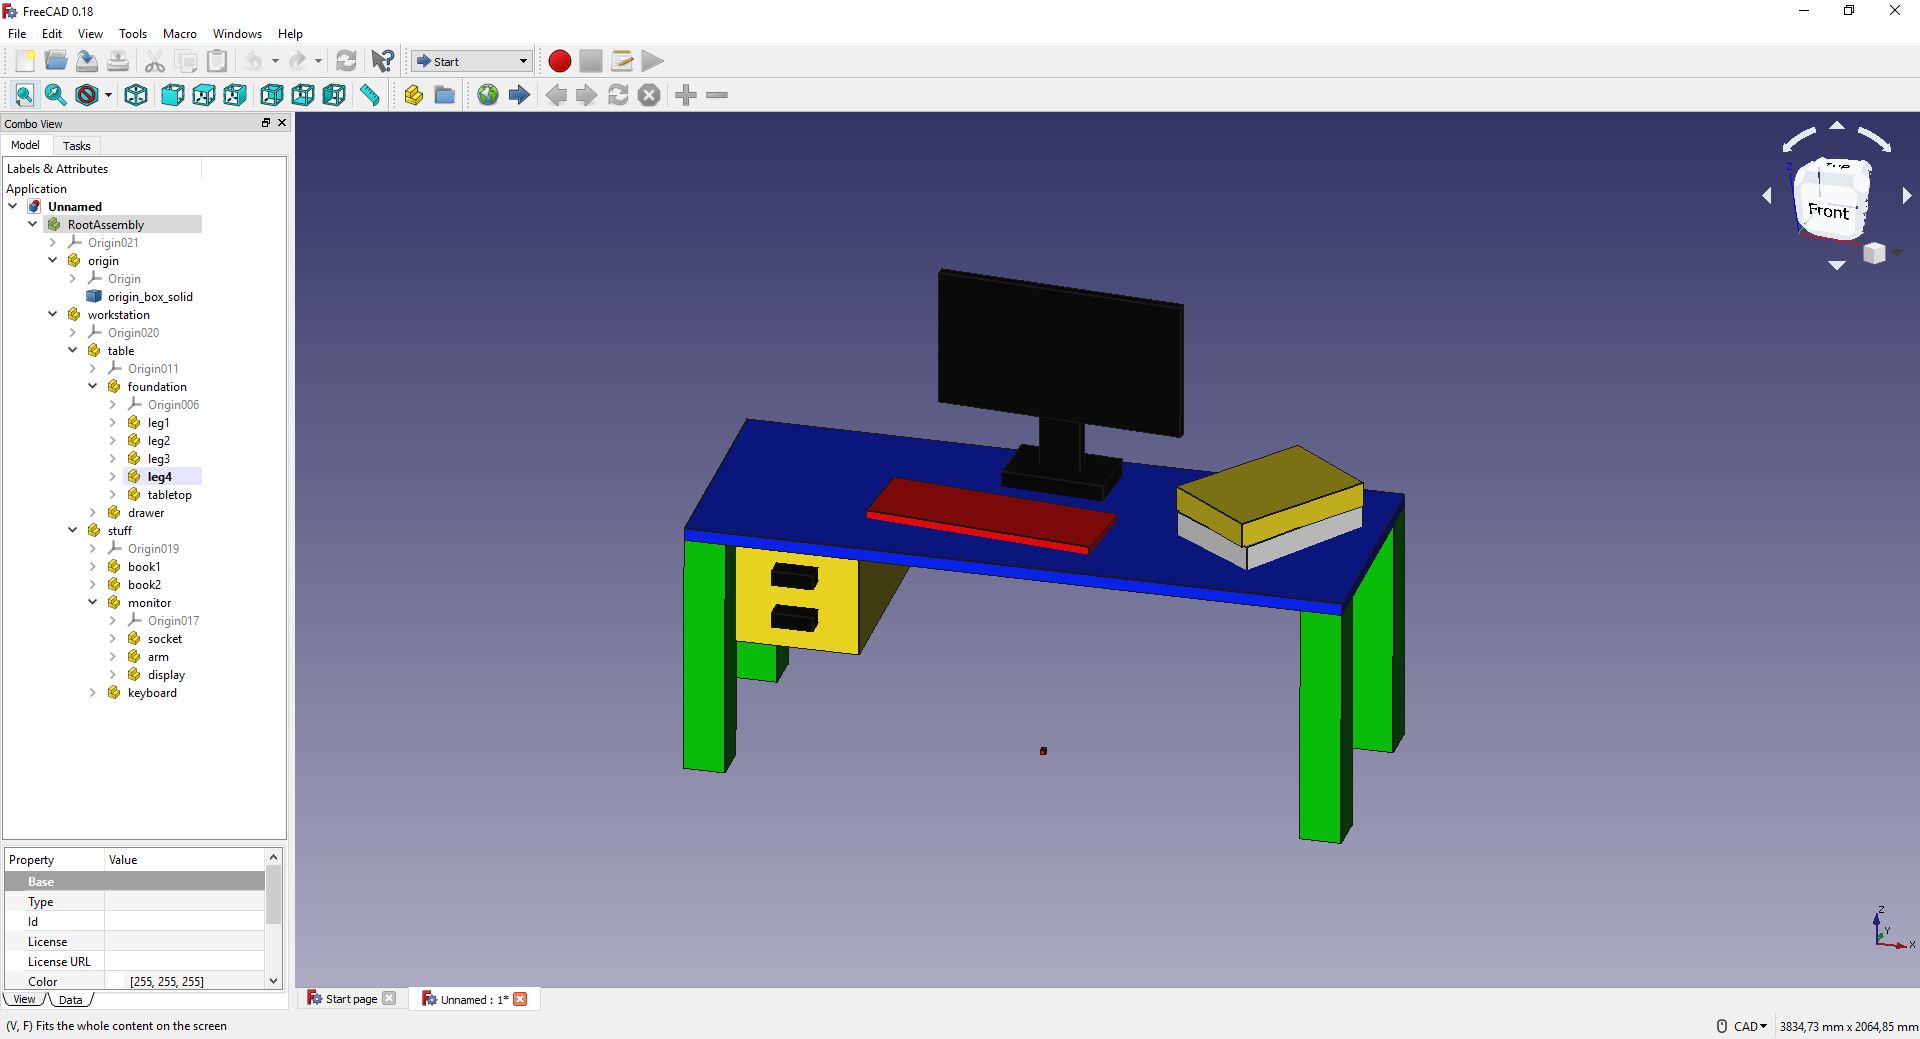 FreeCAD 0.18
File Edit View Tools Macro Windows Help
Start
Combo View
Model Tasks
Labels & Attributes
Application
Unnamed
RootAssembly
Origin021
origin
Origin
origin_box_solid
workstation
Origin020
table
Origin011
foundation
Origin006
leg1
leg2
leg3
leg4
tabletop
drawer
stuff
Origin019
book1
book2
monitor
Origin017
socket
arm
display
keyboard
Property Value
Base
Type
Id
License
License URL
Color [255, 255, 255]
View Data
Z
Top
Front
Z
Y
X
Start page
Unnamed : 1*
(V, F) Fits the whole content on the screen
CAD
3834,73 mm x 2064,85 mm